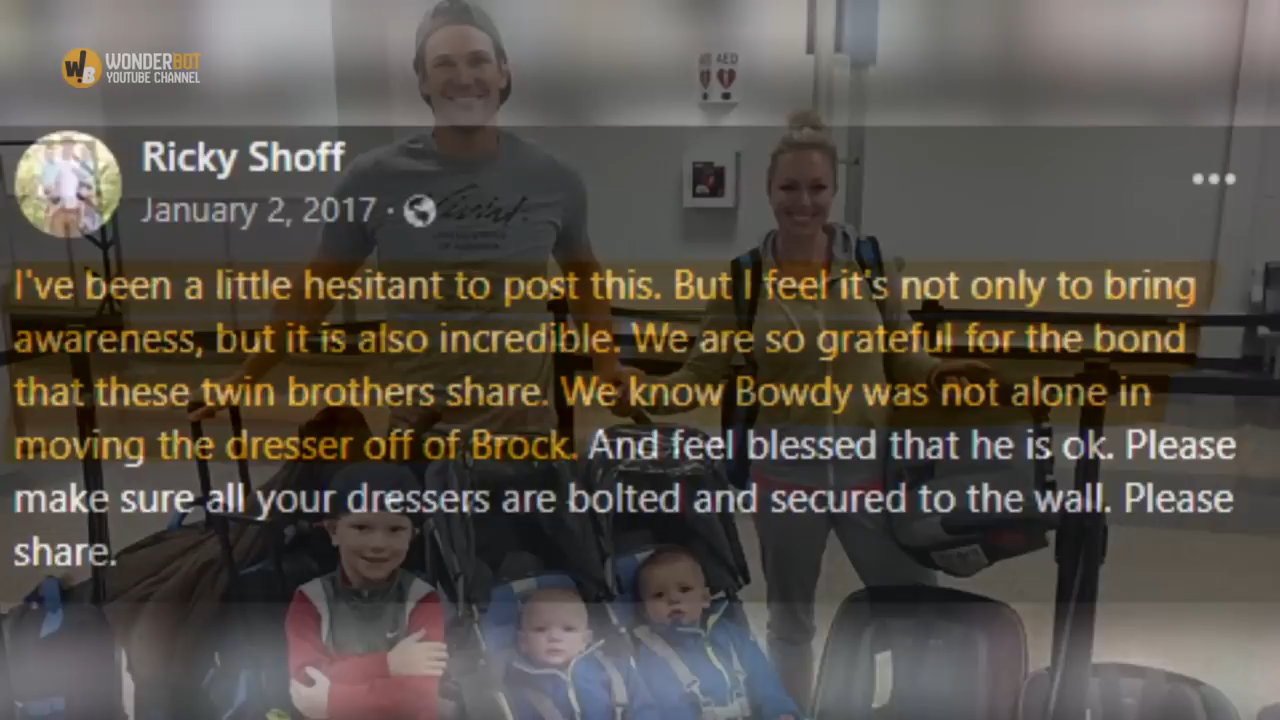 WONDERBOT
YOUTUBE CHANNEL
AED
Ricky Shoff
January 2, 2017 ·
I've been a little hesitant to post this. But I feel it's not only to bring
awareness, but it is also incredible. We are so grateful for the bond
that these twin brothers share. We know Bowdy was not alone in
moving the dresser off of Brock. And feel blessed that he is ok. Please
make sure all your dressers are bolted and secured to the wall. Please
share.